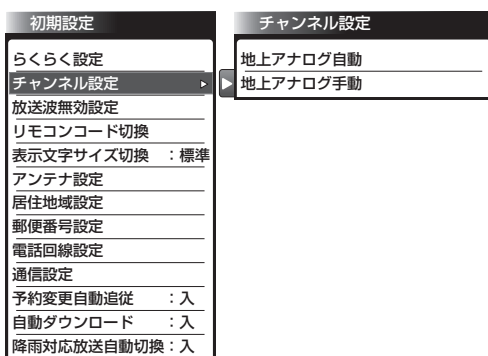 初期設定
らくらく設定
チャンネル設定
放送波無効設定
リモコンコード切換
表示文字サイズ切換 ：標準
アンテナ設定
居住地域設定
郵便番号設定
電話回線設定
通信設定
予約変更自動追従 ：入
自動ダウンロード ：入
降雨対応放送自動切換：入
チャンネル設定
地上アナログ自動
地上アナログ手動